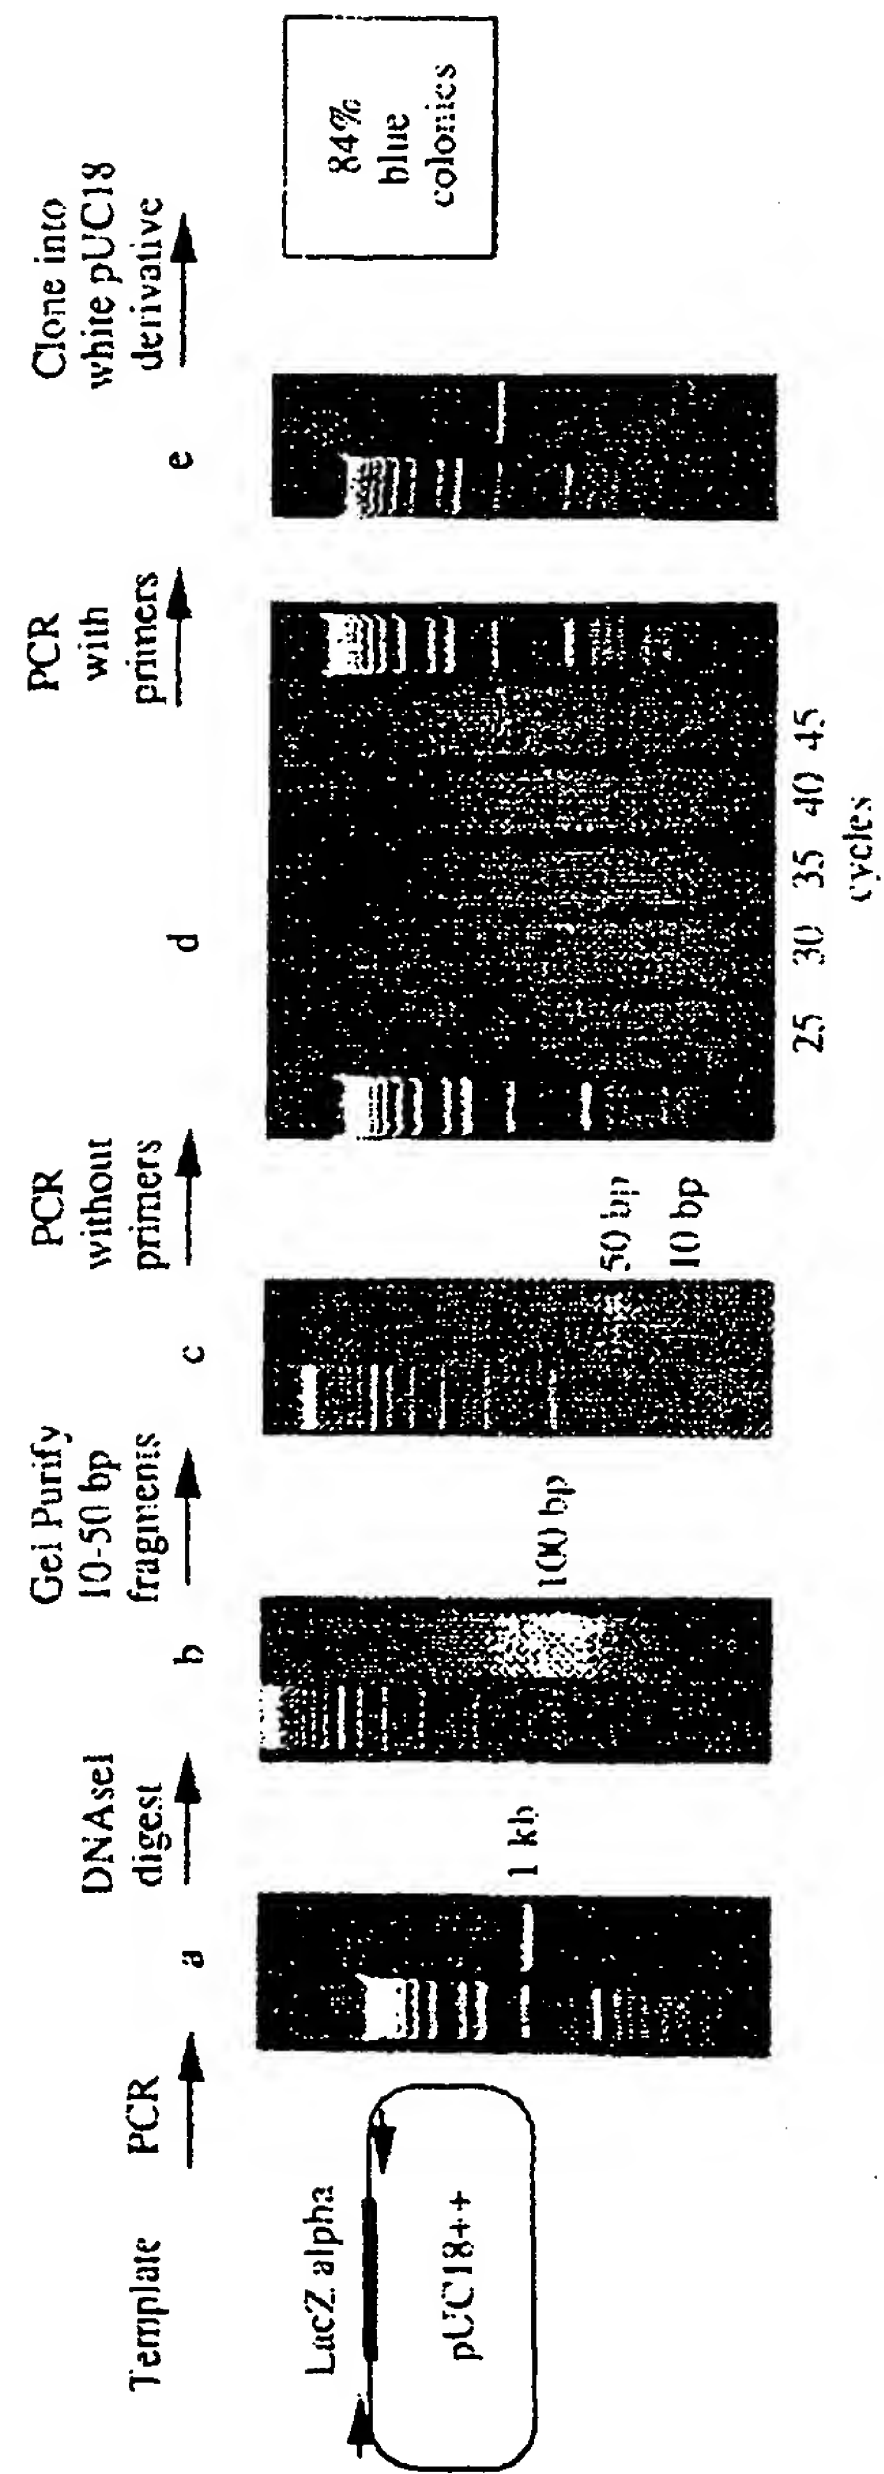 Template
PCR
DNAseI
digest
Gel Purify
10-50 bp
fragments
PCR
without
primers
PCR
with
primers
Clone into
white pUC18
derivative
a
b
c
d
e
LacZ alpha
pUC18++
1 kb
100 bp
50 bp
10 bp
25 30 35 40 45
cycles
84%
blue
colonies